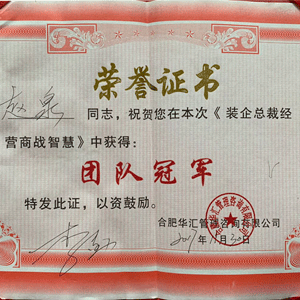 荣誉证书
赵泉 同志，祝贺您在本次《装企总裁经
营商战智慧》中获得：
团队冠军
特发此证，以资鼓励。
合肥华汇管理咨询有限公司